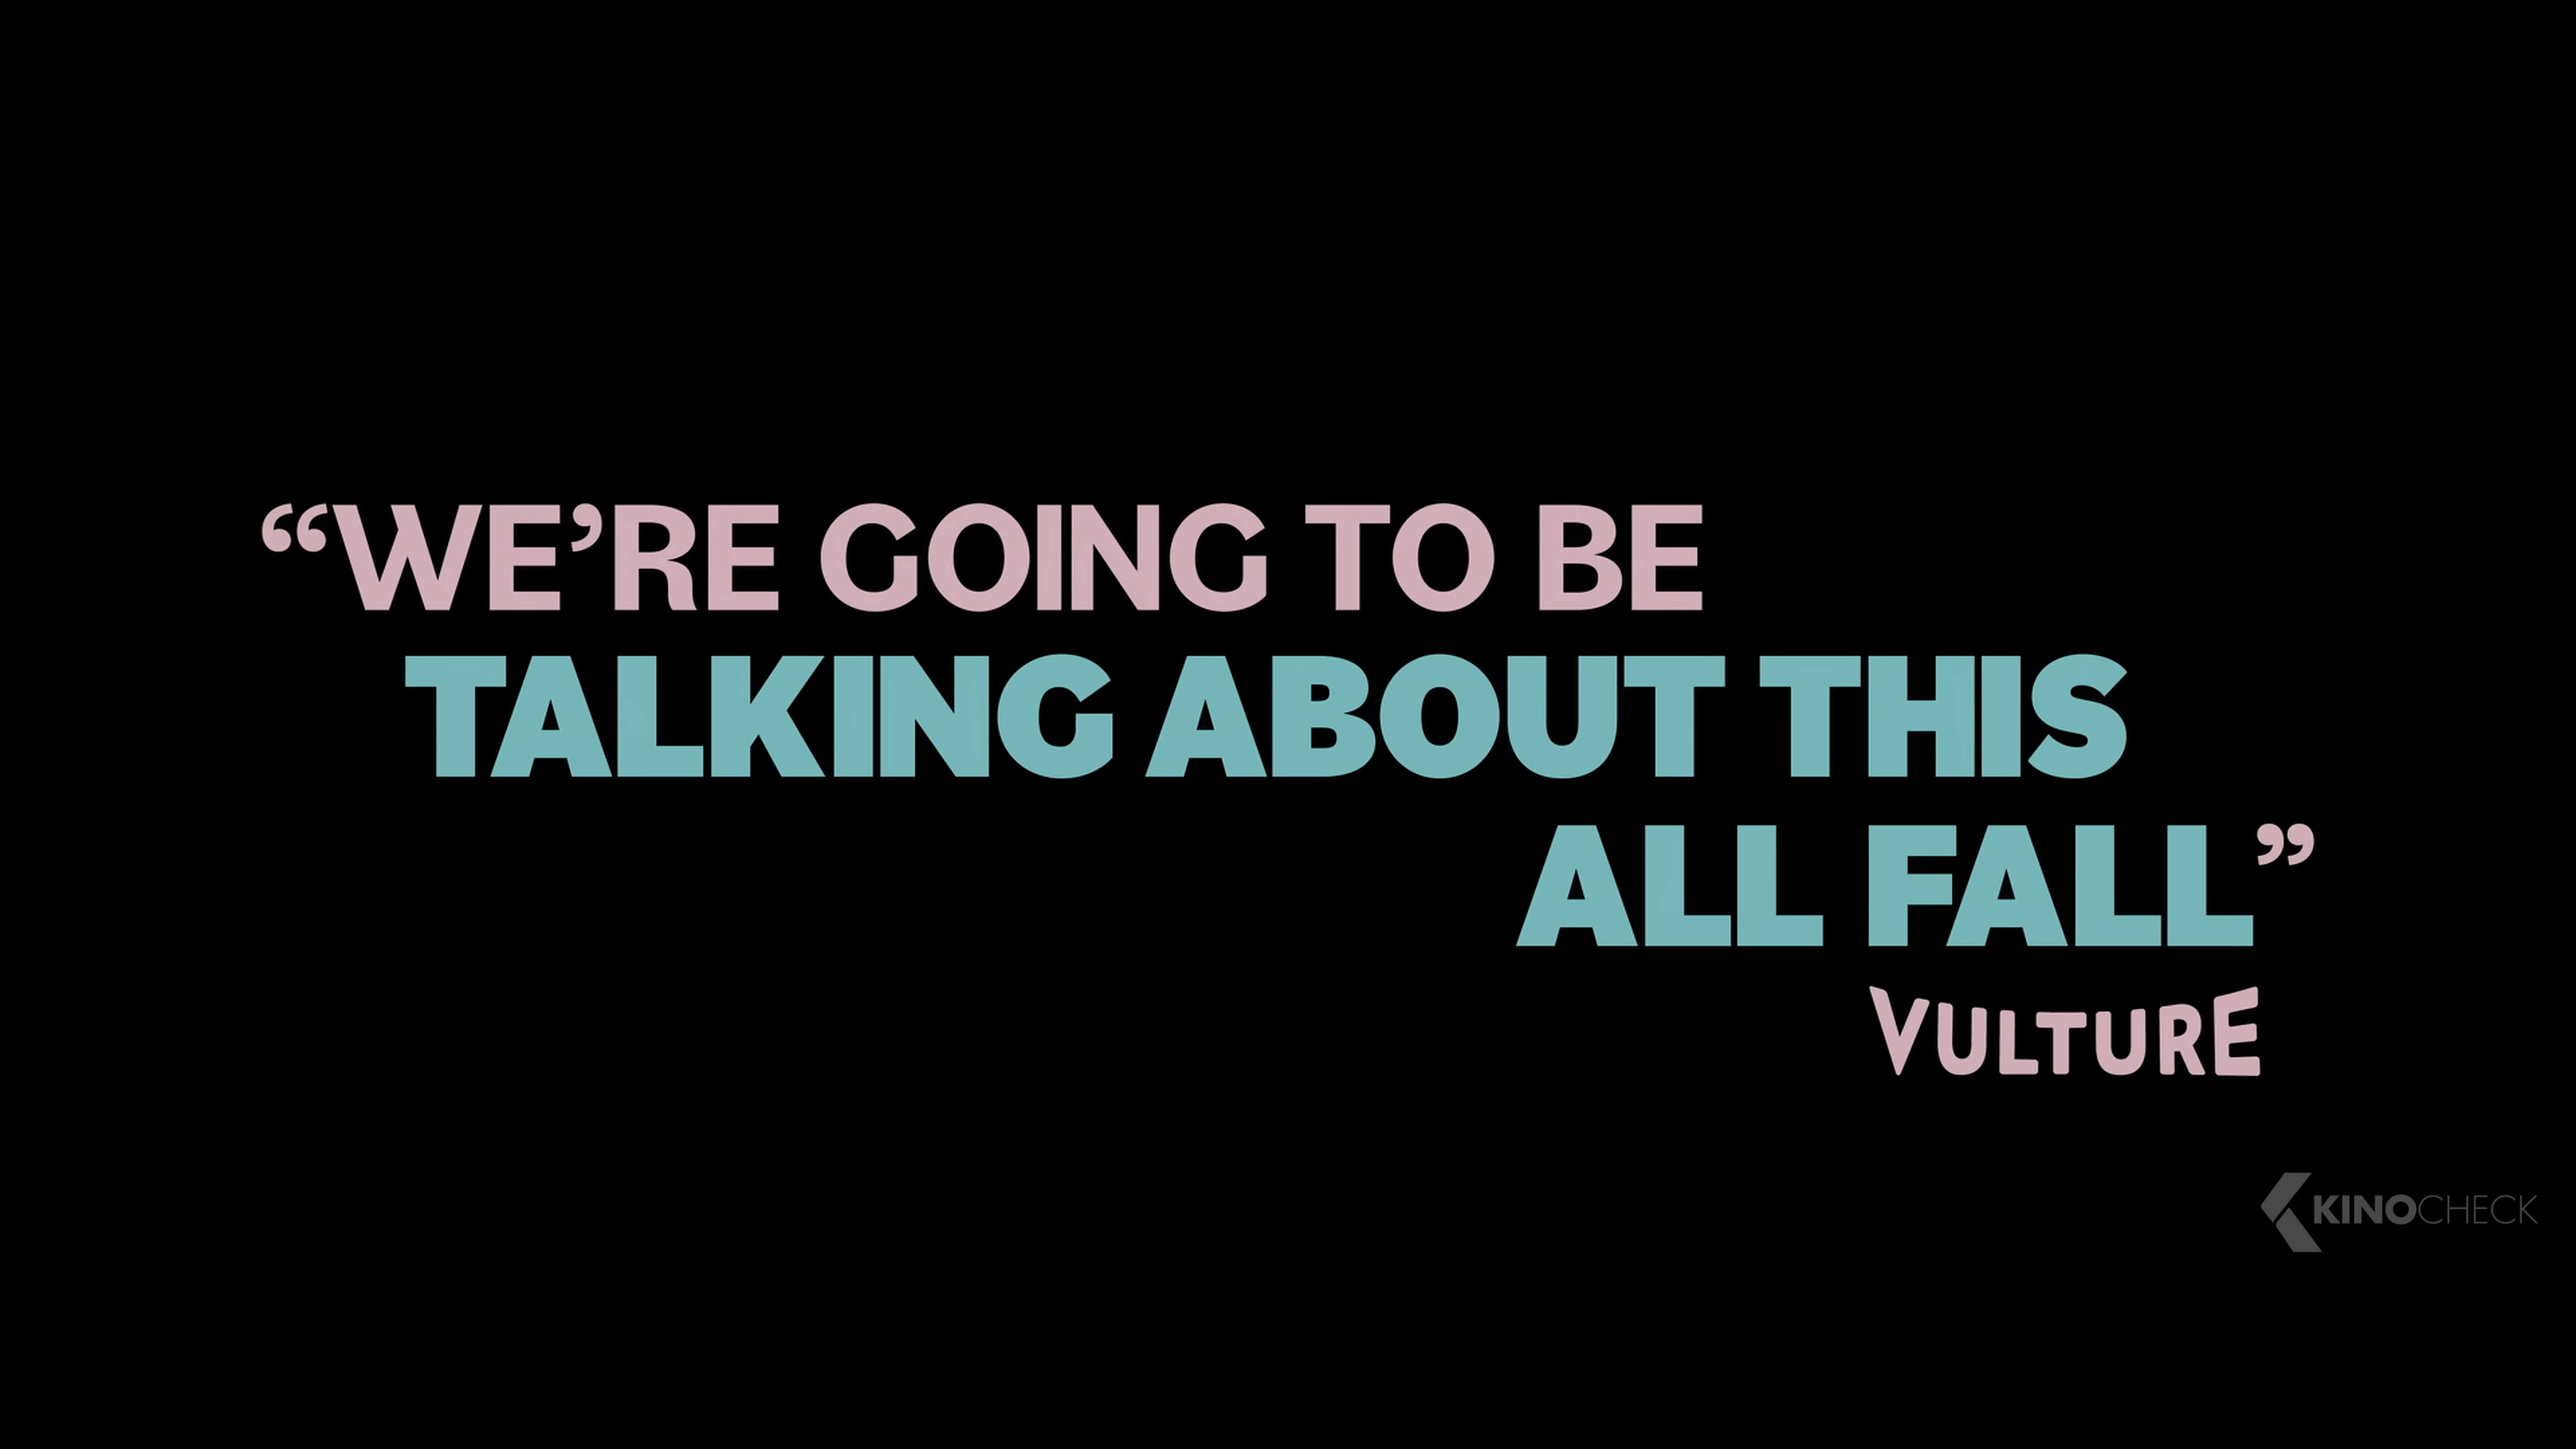 “WE’RE GOING TO BE
TALKING ABOUT THIS
ALL FALL”
VULTURE
KINOCHECK